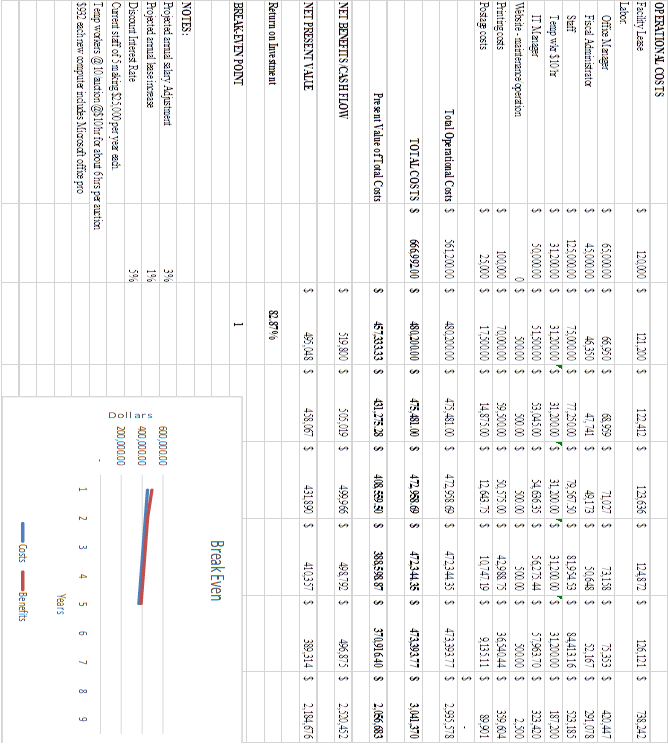 OPERATIONAL COSTS
Facility Lease $ 120,000 $ 121,200 $ 122,412 $ 123,636 $ 124,872 $ 126,121 $ 738,242
Labor:
Office Manager $ 65,000.00 $ 66,950 $ 68,959 $ 71,027 $ 73,158 $ 75,353 $ 420,447
Fiscal Administrator $ 45,000.00 $ 46,350 $ 47,741 $ 49,173 $ 50,648 $ 52,167 $ 291,078
Staff $ 125,000.00 $ 75,000.00 $ 77,250.00 $ 79,567.50 $ 81,954.53 $ 84,413.16 $ 523,185
Temp wkr $10/hr $ 31,200.00 $ 31,200.00 $ 31,200.00 $ 31,200.00 $ 31,200.00 $ 31,200.00 $ 187,200
IT Manager $ 50,000.00 $ 51,500.00 $ 53,045.00 $ 54,636.35 $ 56,275.44 $ 57,963.70 $ 323,420
Website - maintenance/operation 0 $ 500.00 $ 500.00 $ 500.00 $ 500.00 $ 500.00 $ 2,500
Printing costs $ 100,000 $ 70,000.00 $ 59,500.00 $ 50,575.00 $ 42,988.75 $ 36,540.44 $ 359,604
Postage costs $ 25,000 $ 17,500.00 $ 14,875.00 $ 12,643.75 $ 10,747.19 $ 9,135.11 $ 89,901
$ -
Total Operational Costs $ 561,200.00 $ 480,200.00 $ 475,481.00 $ 472,958.69 $ 472,344.35 $ 473,393.77 $ 2,935,578
TOTAL COSTS $ 666,992.00 $ 480,200.00 $ 475,481.00 $ 472,958.69 $ 472,344.35 $ 473,393.77 $ 3,041,370
Present Value of Total Costs $ 457,333.33 $ 431,275.28 $ 408,559.50 $ 388,598.87 $ 370,916.40 $ 2,056,683
NET BENEFITS/CASH FLOW $ 519,800 $ 505,019 $ 499,966 $ 498,792 $ 496,875 $ 2,520,452
NET PRESENT VALUE $ 495,048 $ 458,067 $ 431,890 $ 410,357 $ 389,314 $ 2,184,676
Return on Investment 82.87%
BREAK-EVEN POINT 1
NOTES:
Projected annual salary Adjustment 3%
Projected annual lease increase 1%
Discount Interest Rate 5%
Current staff of 5 making $25,000 per year each.
Temp workers @ 10/auction @$10/hr for about 6 hrs per auction
$592 each new computer includes Microsoft office pro
Break Even
Dollars
600,000.00
400,000.00
200,000.00
-
1 2 3 4 5 6 7 8 9
Years
Costs Benefits